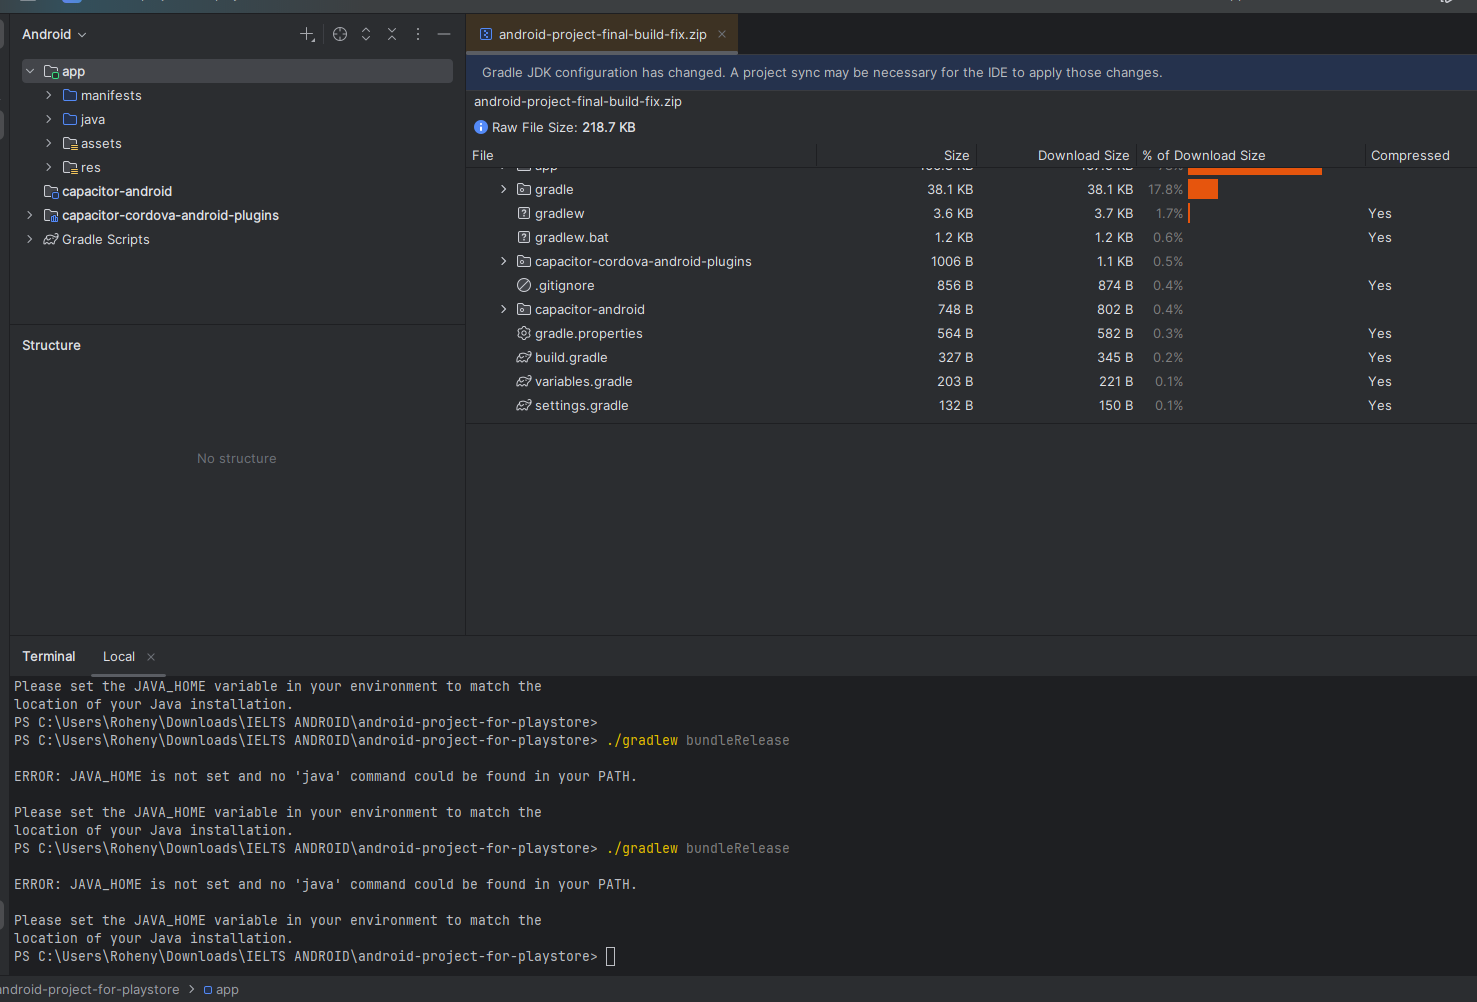 Android
android-project-final-build-fix.zip
app
Gradle JDK configuration has changed. A project sync may be necessary for the IDE to apply those changes.
manifests
android-project-final-build-fix.zip
java
Raw File Size: 218.7 KB
assets
File Size Download Size % of Download Size Compressed
res
capacitor-android
gradle 38.1 KB 38.1 KB 17.8%
capacitor-cordova-android-plugins
gradlew 3.6 KB 3.7 KB 1.7% Yes
Gradle Scripts
gradlew.bat 1.2 KB 1.2 KB 0.6% Yes
capacitor-cordova-android-plugins 1006 B 1.1 KB 0.5%
.gitignore 856 B 874 B 0.4% Yes
capacitor-android 748 B 802 B 0.4%
gradle.properties 564 B 582 B 0.3% Yes
Structure
build.gradle 327 B 345 B 0.2% Yes
variables.gradle 203 B 221 B 0.1% Yes
settings.gradle 132 B 150 B 0.1% Yes
No structure
Terminal Local
Please set the JAVA_HOME variable in your environment to match the
location of your Java installation.
PS C:\Users\Roheny\Downloads\IELTS ANDROID\android-project-for-playstore>
PS C:\Users\Roheny\Downloads\IELTS ANDROID\android-project-for-playstore> ./gradlew bundleRelease
ERROR: JAVA_HOME is not set and no 'java' command could be found in your PATH.
Please set the JAVA_HOME variable in your environment to match the
location of your Java installation.
PS C:\Users\Roheny\Downloads\IELTS ANDROID\android-project-for-playstore> ./gradlew bundleRelease
ERROR: JAVA_HOME is not set and no 'java' command could be found in your PATH.
Please set the JAVA_HOME variable in your environment to match the
location of your Java installation.
PS C:\Users\Roheny\Downloads\IELTS ANDROID\android-project-for-playstore>
android-project-for-playstore > app